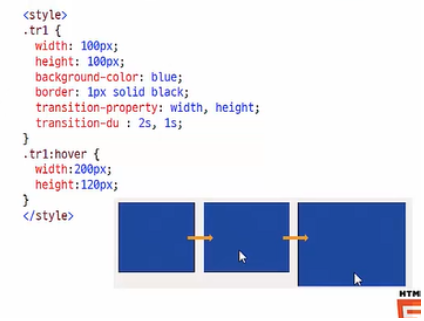 <style>
.tr1 {
width: 100px;
height: 100px;
background-color: blue;
border: 1px solid black;
transition-property: width, height;
transition-du : 2s, 1s;
}
.tr1:hover {
width:200px;
height:120px;
}
</style>
HTML